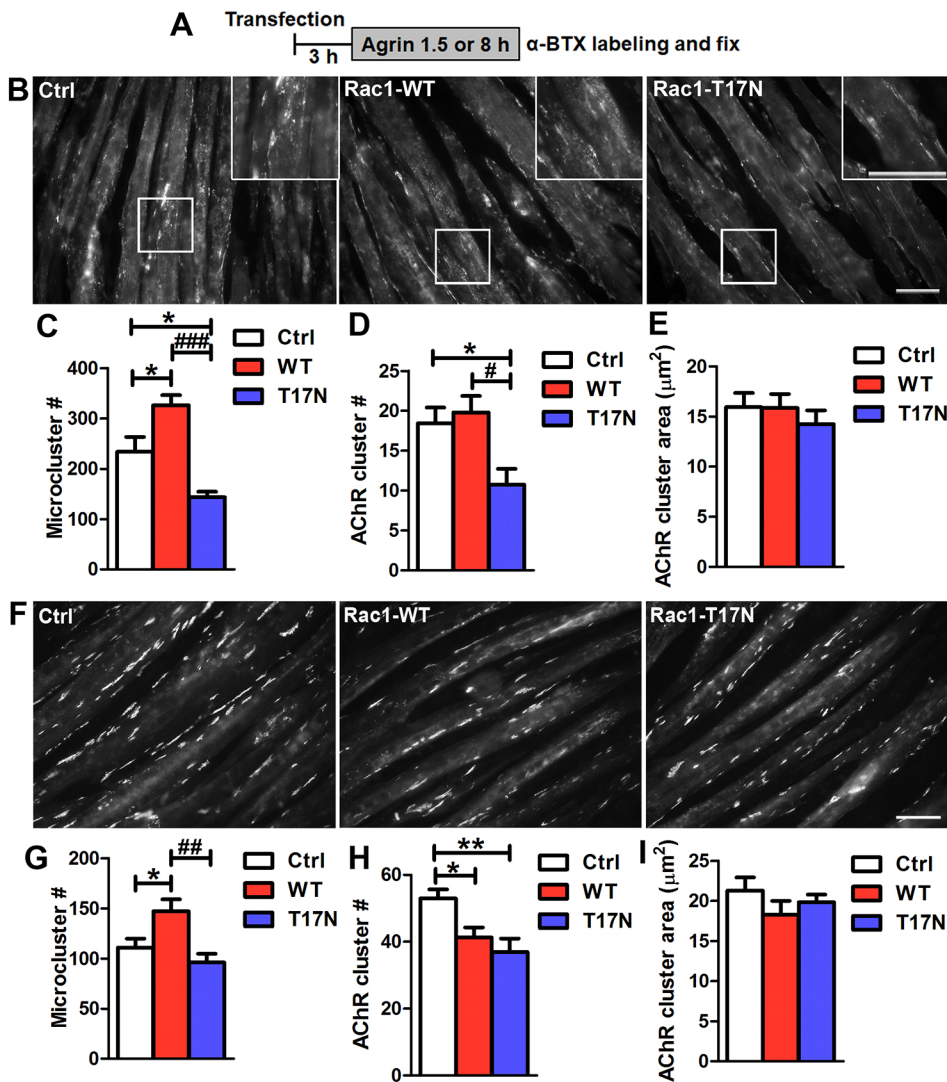 A
Transfection
3 h
Agrin 1.5 or 8 h
α-BTX labeling and fix
B
Ctrl
Rac1-WT
Rac1-T17N
C
Microcluster #
400
300
200
100
0
*
*
###
Ctrl
WT
T17N
D
AChR cluster #
25
20
15
10
5
0
*
#
Ctrl
WT
T17N
E
AChR cluster area (μm²)
20
15
10
5
0
Ctrl
WT
T17N
F
Ctrl
Rac1-WT
Rac1-T17N
G
Microcluster #
200
150
100
50
0
*
##
Ctrl
WT
T17N
H
AChR cluster #
60
40
20
0
**
*
Ctrl
WT
T17N
I
AChR cluster area (μm²)
25
20
15
10
5
0
Ctrl
WT
T17N